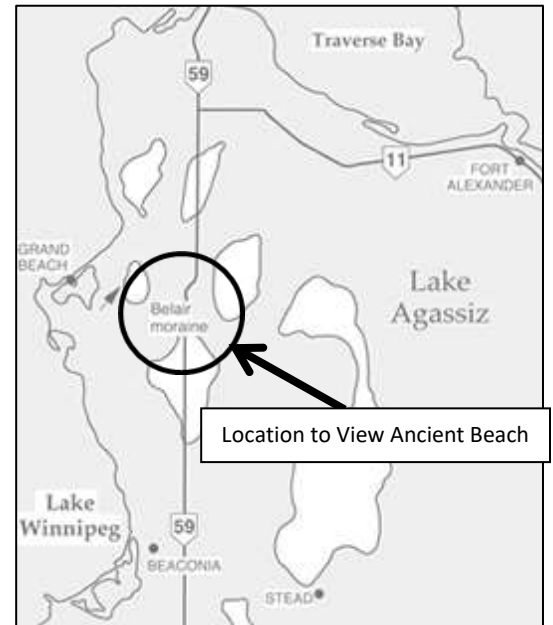 Traverse Bay
59
11
FORT
ALEXANDER
GRAND
BEACH
Lake
Agassiz
Belair
moraine
Location to View Ancient Beach
Lake
Winnipeg
59
BEACONIA
STEAD